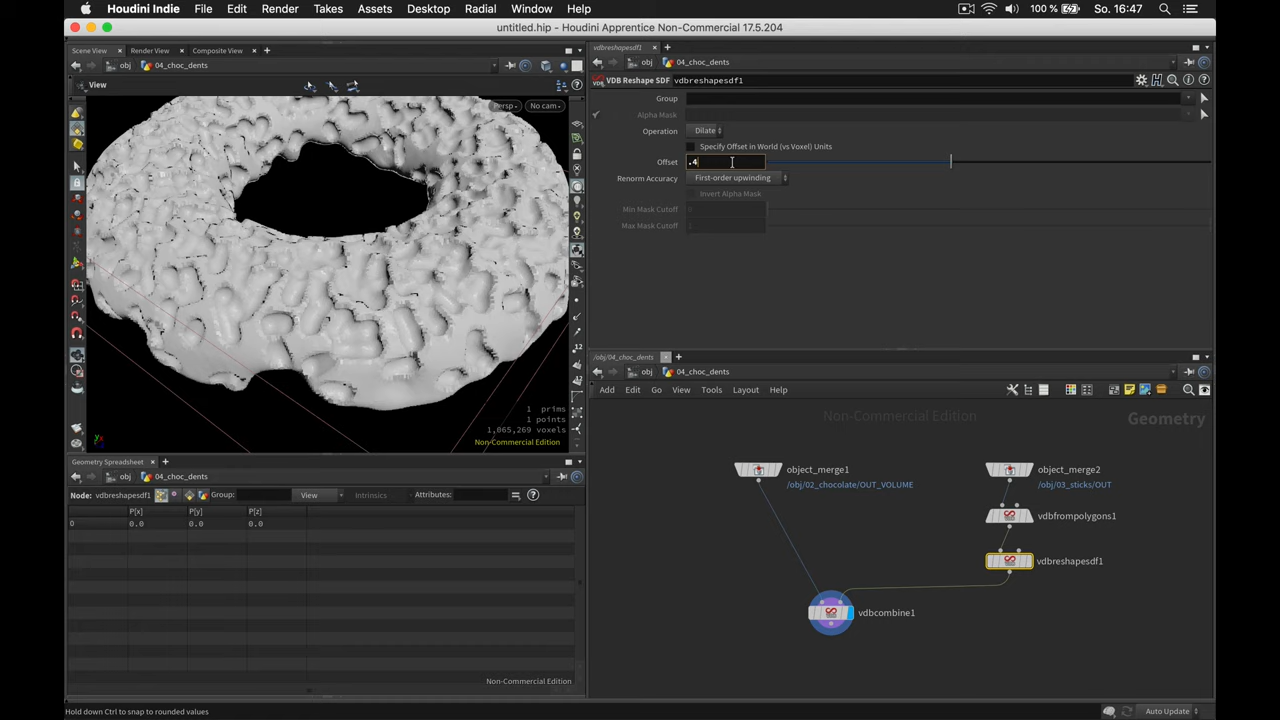 Houdini Indie File Edit Render Takes Assets Desktop Radial Window Help 100 % So. 16:47
untitled.hip - Houdini Apprentice Non-Commercial 17.5.204
Scene View Render View Composite View
obj 04_choc_dents
View
Persp No cam
1 prims
1 points
1,065,269 voxels
Non-Commercial Edition
vdbreshapesdf1
obj 04_choc_dents
VDB Reshape SDF vdbreshapesdf1
Group
Alpha Mask
Operation Dilate
Specify Offset in World (vs Voxel) Units
Offset .4
Renorm Accuracy First-order upwinding
Invert Alpha Mask
Min Mask Cutoff 0
Max Mask Cutoff 1
/obj/04_choc_dents
obj 04_choc_dents
Add Edit Go View Tools Layout Help
Non-Commercial Edition
Geometry
object_merge1
/obj/02_chocolate/OUT_VOLUME
object_merge2
/obj/03_sticks/OUT
vdbfrompolygons1
vdbreshapesdf1
vdbcombine1
Geometry Spreadsheet
obj 04_choc_dents
Node: vdbreshapesdf1 Group: View Intrinsics Attributes:
P[x] P[y] P[z]
0 0.0 0.0 0.0
Non-Commercial Edition
Hold down Ctrl to snap to rounded values
Auto Update